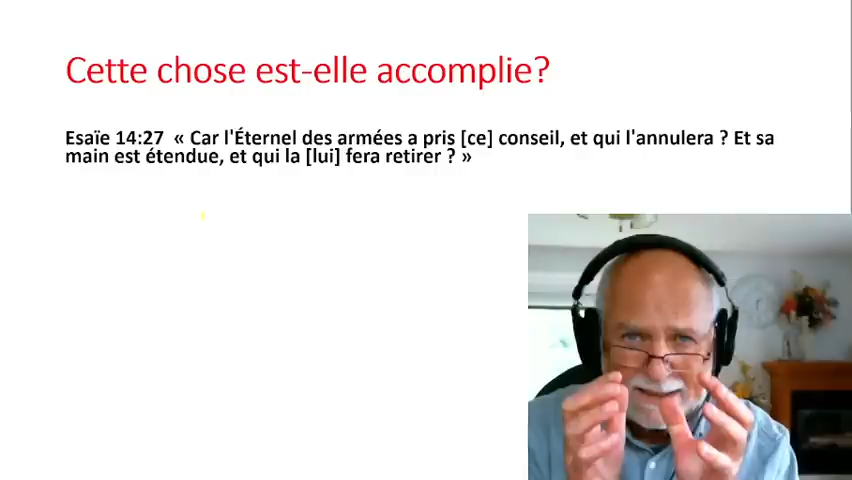 Cette chose est-elle accomplie?
Esaïe 14:27 « Car l'Éternel des armées a pris [ce] conseil, et qui l'annulera ? Et sa
main est étendue, et qui la [lui] fera retirer ? »